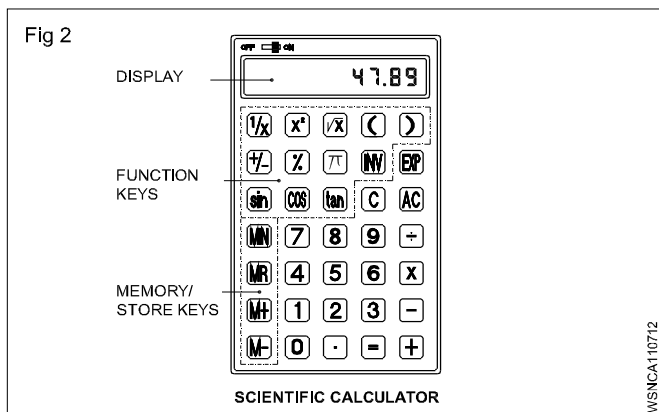 Fig 2
OFF ON
DISPLAY
47.89
1/x x² √x ( )
FUNCTION
KEYS
+/- % π INV EXP
sin COS tan C AC
MIN 7 8 9 ÷
MEMORY/
STORE KEYS
MR 4 5 6 x
M+ 1 2 3 -
M- 0 . = +
SCIENTIFIC CALCULATOR
WSNCA110712